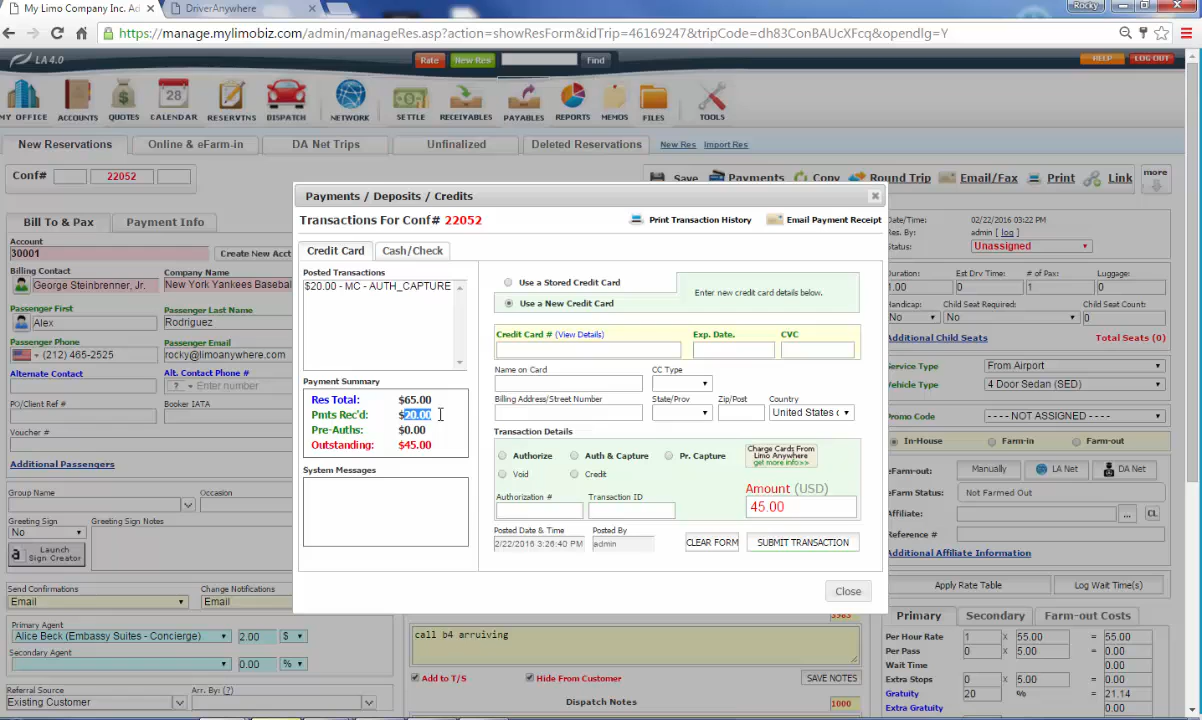 My Limo Company Inc. Ad
DriverAnywhere
Rocky
https://manage.mylimobiz.com/admin/manageRes.asp?action=showResForm&idTrip=46169247&tripCode=dh83ConBAUcXFcq&opendlg=Y
LA 4.0
Rate
New Res
Find
HELP
LOG OUT
MY OFFICE
ACCOUNTS
QUOTES
28
CALENDAR
RESERVTNS
DISPATCH
NETWORK
SETTLE
RECEIVABLES
PAYABLES
REPORTS
MEMOS
FILES
TOOLS
New Reservations
Online & eFarm-in
DA Net Trips
Unfinalized
Deleted Reservations
New Res
Import Res
Conf#
22052
Save
Payments
Copy
Round Trip
Email/Fax
Print
Link
more
Payments / Deposits / Credits
Transactions For Conf# 22052
Print Transaction History
Email Payment Receipt
Bill To & Pax
Payment Info
Date/Time: 02/22/2016 03:22 PM
Res. By: admin [ log ]
Status: Unassigned
Account
30001
Create New Acct
Credit Card
Cash/Check
Billing Contact
George Steinbrenner, Jr.
Company Name
New York Yankees Baseball
Posted Transactions
$20.00 - MC - AUTH_CAPTURE
Use a Stored Credit Card
Use a New Credit Card
Enter new credit card details below.
Duration: Est Drv Time: # of Pax: Luggage:
1.00 0 1 0
Passenger First
Alex
Passenger Last Name
Rodriguez
Handicap: Child Seat Required: Child Seat Count:
No No 0
Passenger Phone
(212) 465-2525
Passenger Email
rocky@limoanywhere.com
Credit Card # (View Details)
Exp. Date.
CVC
Additional Child Seats
Total Seats (0)
Alternate Contact
Alt. Contact Phone #
? Enter number
Name on Card
CC Type
Service Type From Airport
Vehicle Type 4 Door Sedan (SED)
Payment Summary
Res Total: $65.00
Pmts Rec'd: $20.00
Pre-Auths: $0.00
Outstanding: $45.00
PO/Client Ref #
Booker IATA
Billing Address/Street Number
State/Prov
Zip/Post
Country
United States
Promo Code - - - - NOT ASSIGNED - - - -
Voucher #
Transaction Details
In-House
Farm-in
Farm-out
Additional Passengers
Authorize
Auth & Capture
Pr. Capture
Void
Credit
Charge Cards From
Limo Anywhere
get more info>>
eFarm-out: Manually LA Net DA Net
System Messages
Group Name
Occasion
Amount (USD)
45.00
eFarm Status: Not Farmed Out
Authorization #
Transaction ID
Affiliate: ... CL
Greeting Sign
No
Greeting Sign Notes
Posted Date & Time
2/22/2016 3:26:40 PM
Posted By
admin
CLEAR FORM
SUBMIT TRANSACTION
Reference #
a Launch
Sign Creator
Additional Affiliate Information
Send Confirmations
Email
Change Notifications
Email
Close
Apply Rate Table
Log Wait Time(s)
Primary
Secondary
Farm-out Costs
Primary Agent
Alice Beck (Embassy Suites - Concierge) 2.00 $
call b4 arruiving
Per Hour Rate 1 X 55.00 = 55.00
Per Pass 0 X 5.00 = 0.00
Secondary Agent
0.00 %
Wait Time 0.00
Add to T/S
Hide From Customer
SAVE NOTES
Extra Stops 0 X 5.00 = 0.00
Referral Source
Existing Customer
Arr. By: (?)
Dispatch Notes
1000
Gratuity 20 % 21.14
Extra Gratuity 0.00